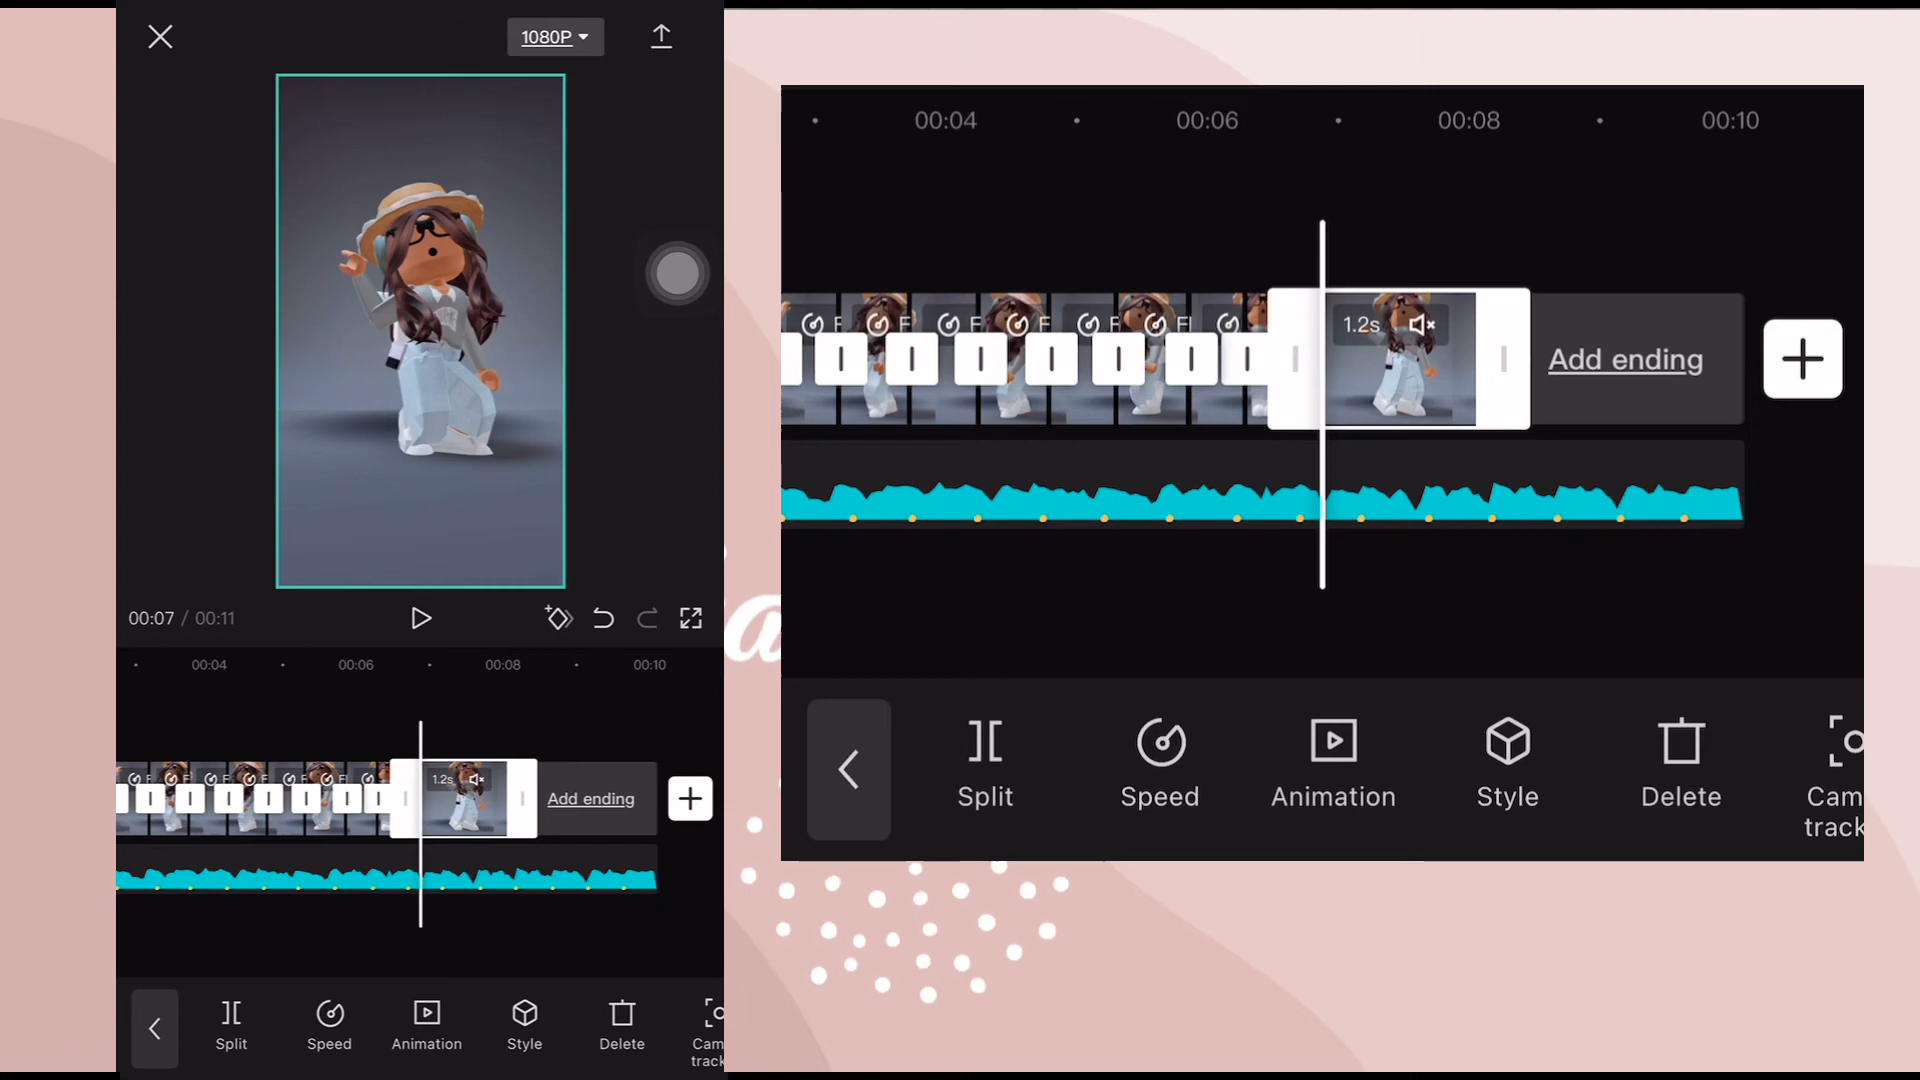 1080P
00:07 / 00:11
00:04 00:06 00:08 00:10
1.2s
Add ending
Split Speed Animation Style Delete Cam
track
a
00:04 00:06 00:08 00:10
F F F F F Fl
1.2s
Add ending
Split Speed Animation Style Delete Cam
track